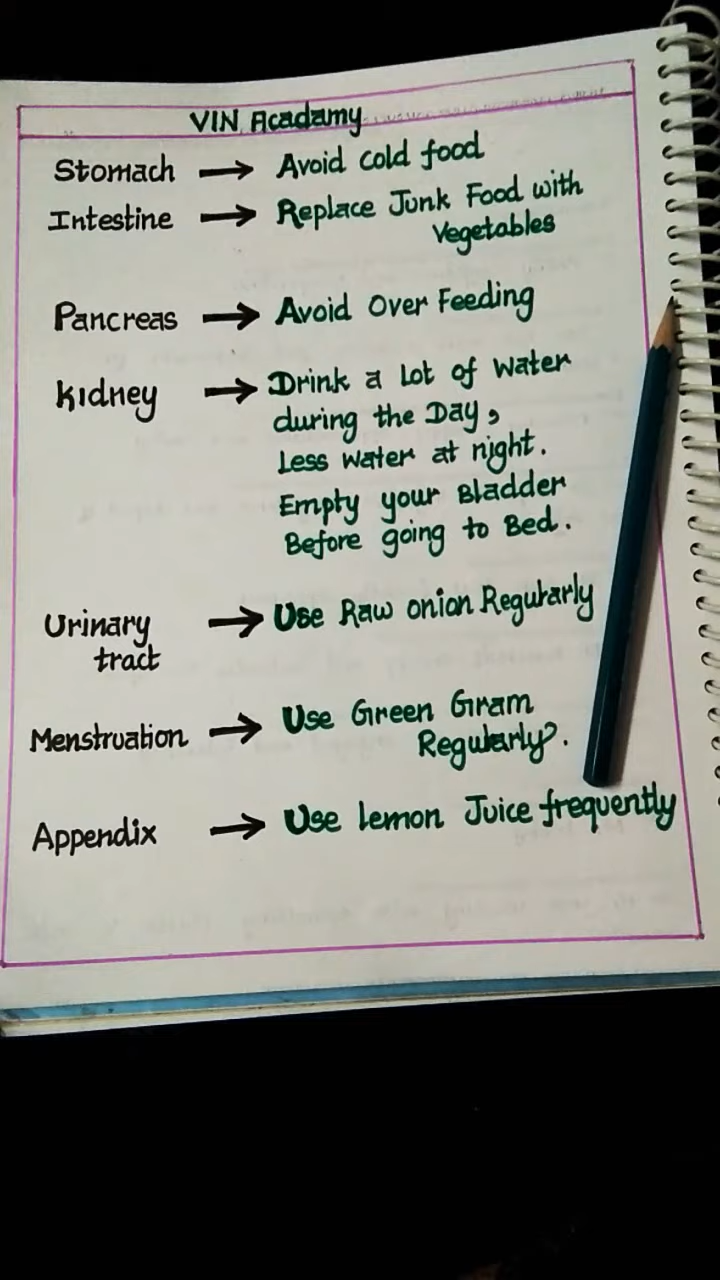 VIN Acadamy
Stomach → Avoid cold food
Intestine → Replace Junk Food with
Vegetables
Pancreas → Avoid Over Feeding
Kidney → Drink a Lot of Water
during the Day,
Less water at night.
Empty your Bladder
Before going to Bed.
Urinary → Use Raw onion Regularly
tract
Menstruation → Use Green Gram
Regularly.
Appendix → Use lemon Juice frequently